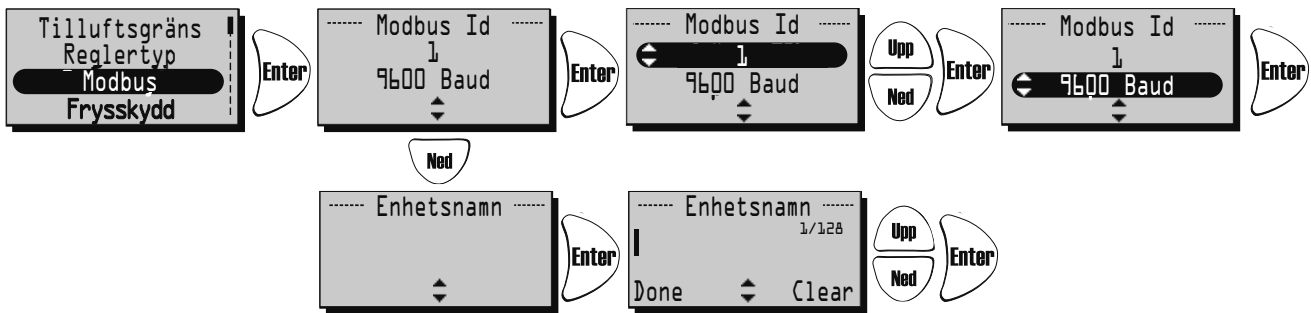 Tilluftsgräns
Reglertyp
Modbus
Frysskydd
Enter
Modbus Id
1
9600 Baud
Enter
Modbus Id
1
9600 Baud
Upp
Ned
Enter
Modbus Id
1
9600 Baud
Enter
Ned
Enhetsnamn
Enter
Enhetsnamn
1/128
Done Clear
Upp
Ned
Enter